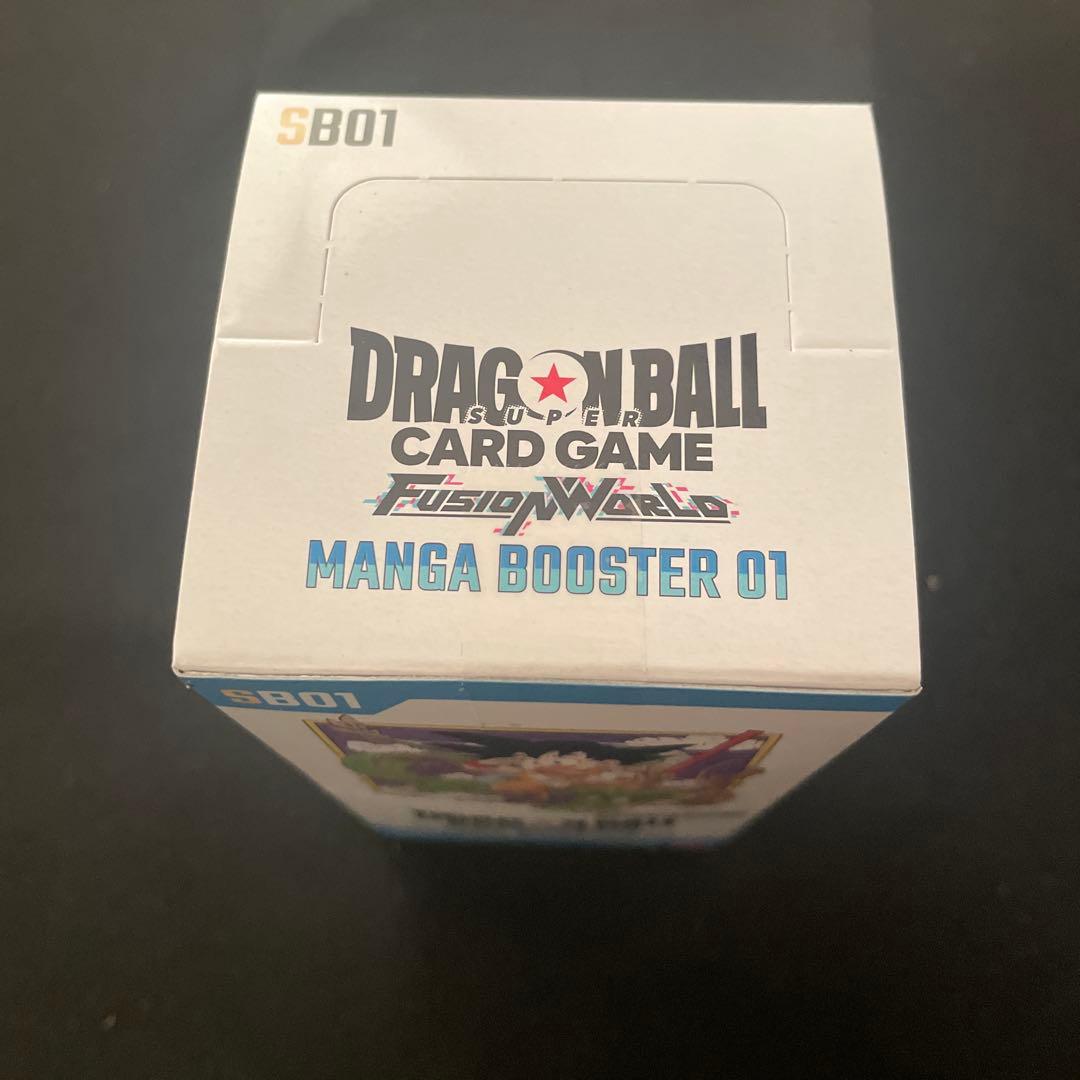 SB01
DRAGON BALL
SUPER
CARD GAME
FUSION WORLD
MANGA BOOSTER 01
SB01